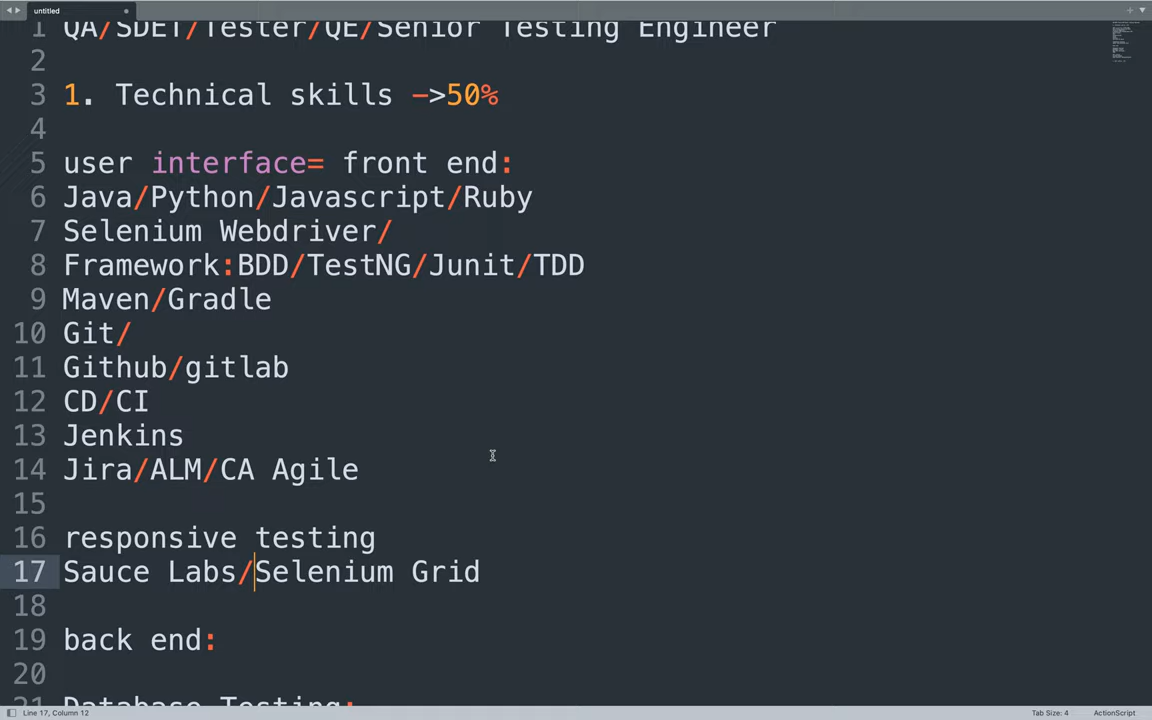 untitled
1 QA/SDET/Tester/QE/Senior Testing Engineer
2
3 1. Technical skills ->50%
4
5 user interface= front end:
6 Java/Python/Javascript/Ruby
7 Selenium Webdriver/
8 Framework:BDD/TestNG/Junit/TDD
9 Maven/Gradle
10 Git/
11 Github/gitlab
12 CD/CI
13 Jenkins
14 Jira/ALM/CA Agile
15
16 responsive testing
17 Sauce Labs/Selenium Grid
18
19 back end:
20
21 Database Testing:
Line 17, Column 12
Tab Size: 4
ActionScript